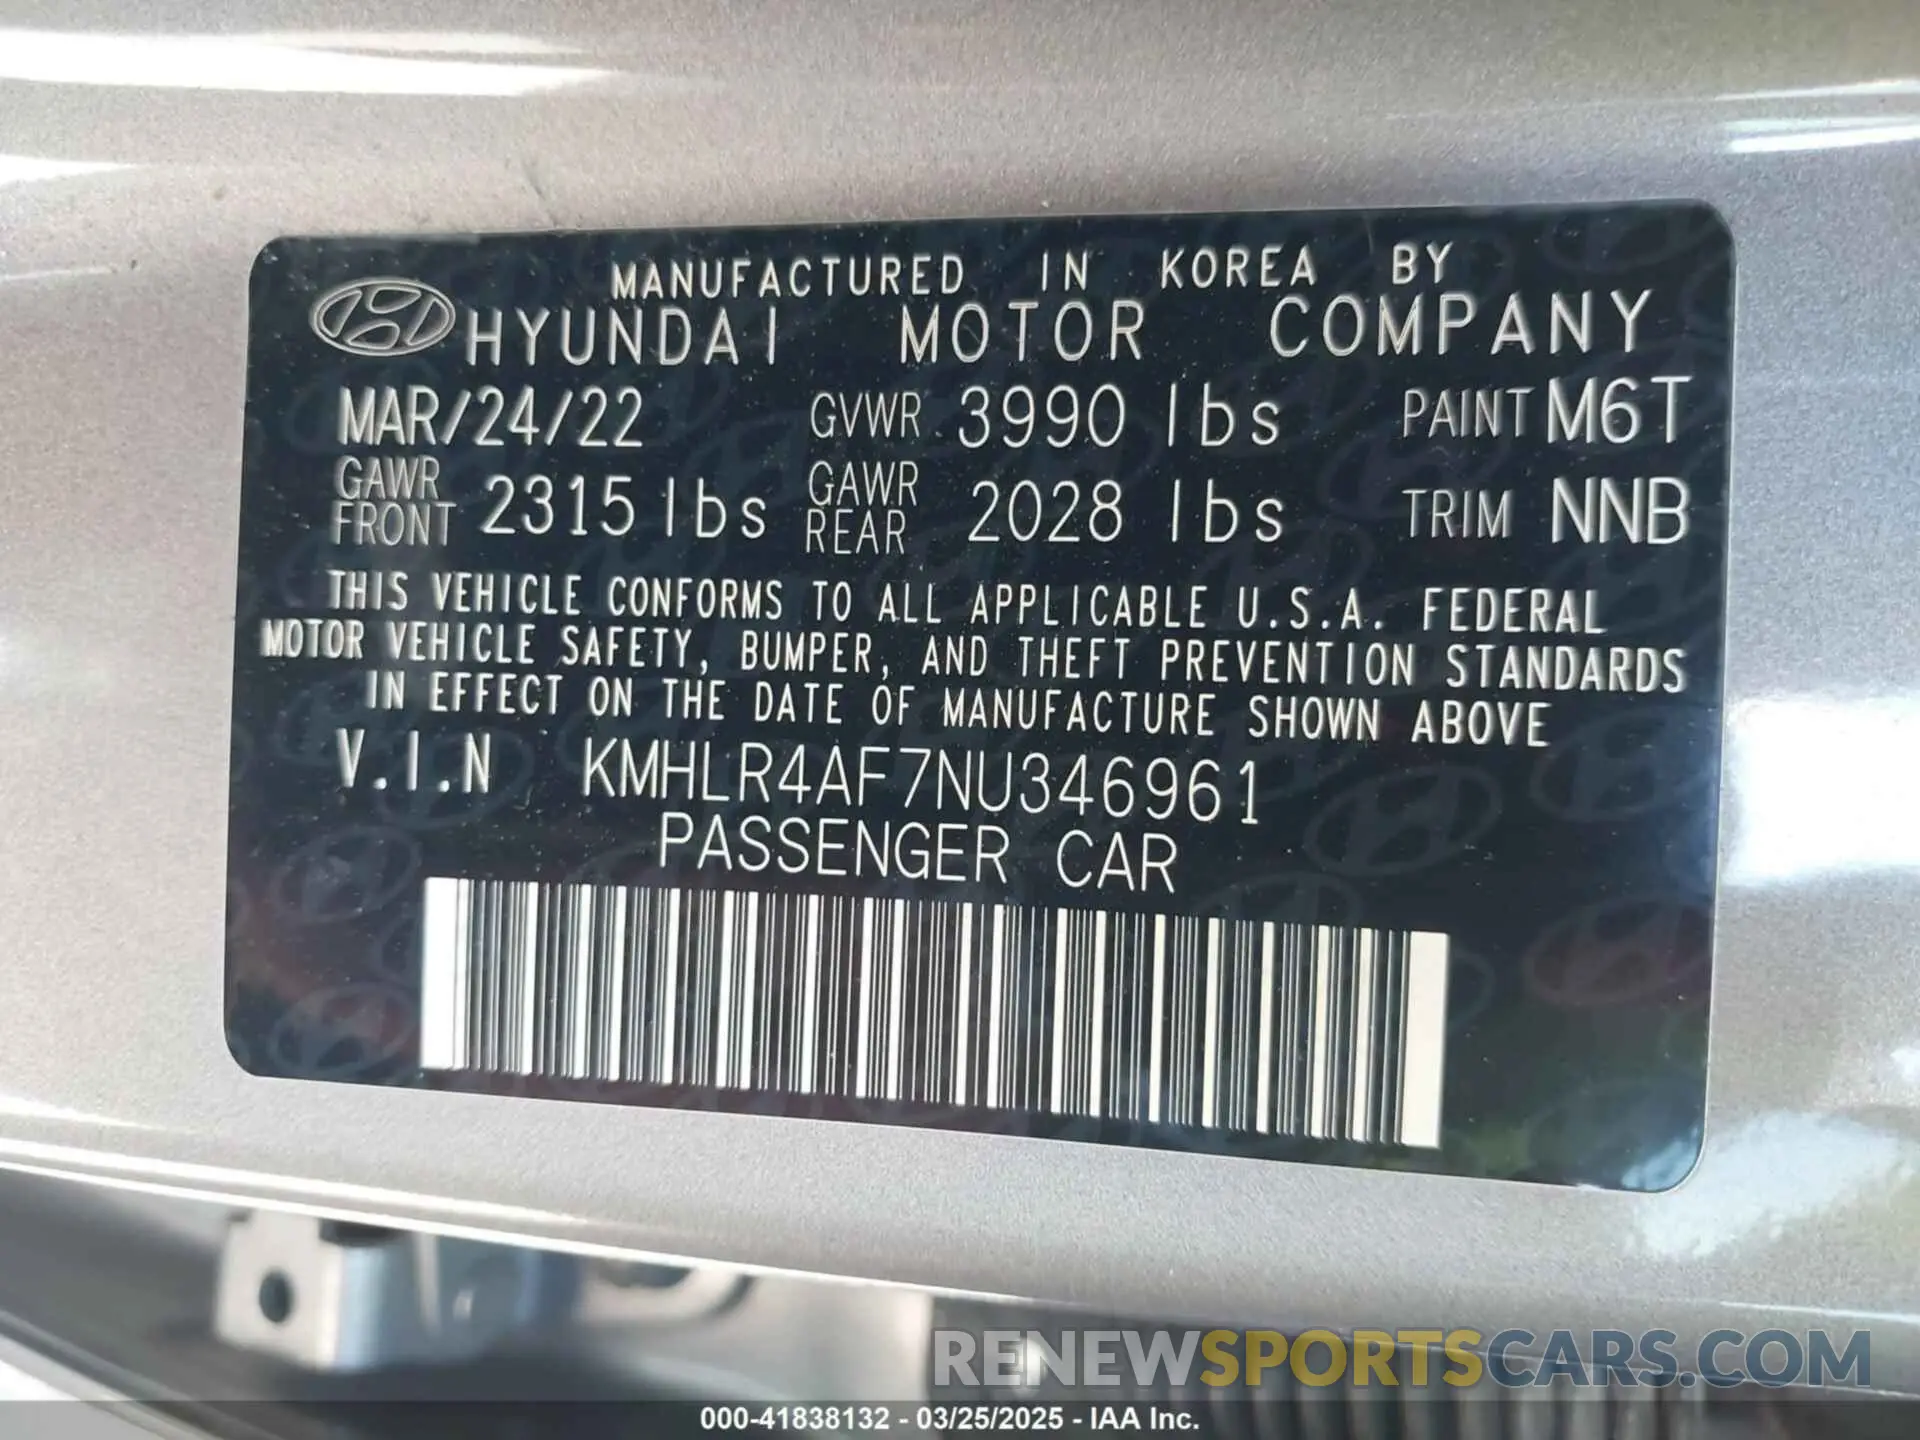 MANUFACTURED IN KOREA BY
HYUNDAI MOTOR COMPANY
MAR/24/22 GVWR 3990 lbs PAINT M6T
GAWR FRONT 2315 lbs GAWR REAR 2028 lbs TRIM NNB
THIS VEHICLE CONFORMS TO ALL APPLICABLE U.S.A. FEDERAL
MOTOR VEHICLE SAFETY, BUMPER, AND THEFT PREVENTION STANDARDS
IN EFFECT ON THE DATE OF MANUFACTURE SHOWN ABOVE
V.I.N KMHLR4AF7NU346961
PASSENGER CAR
RENEWSPORTSCARS.COM
000-41838132 - 03/25/2025 - IAA Inc.